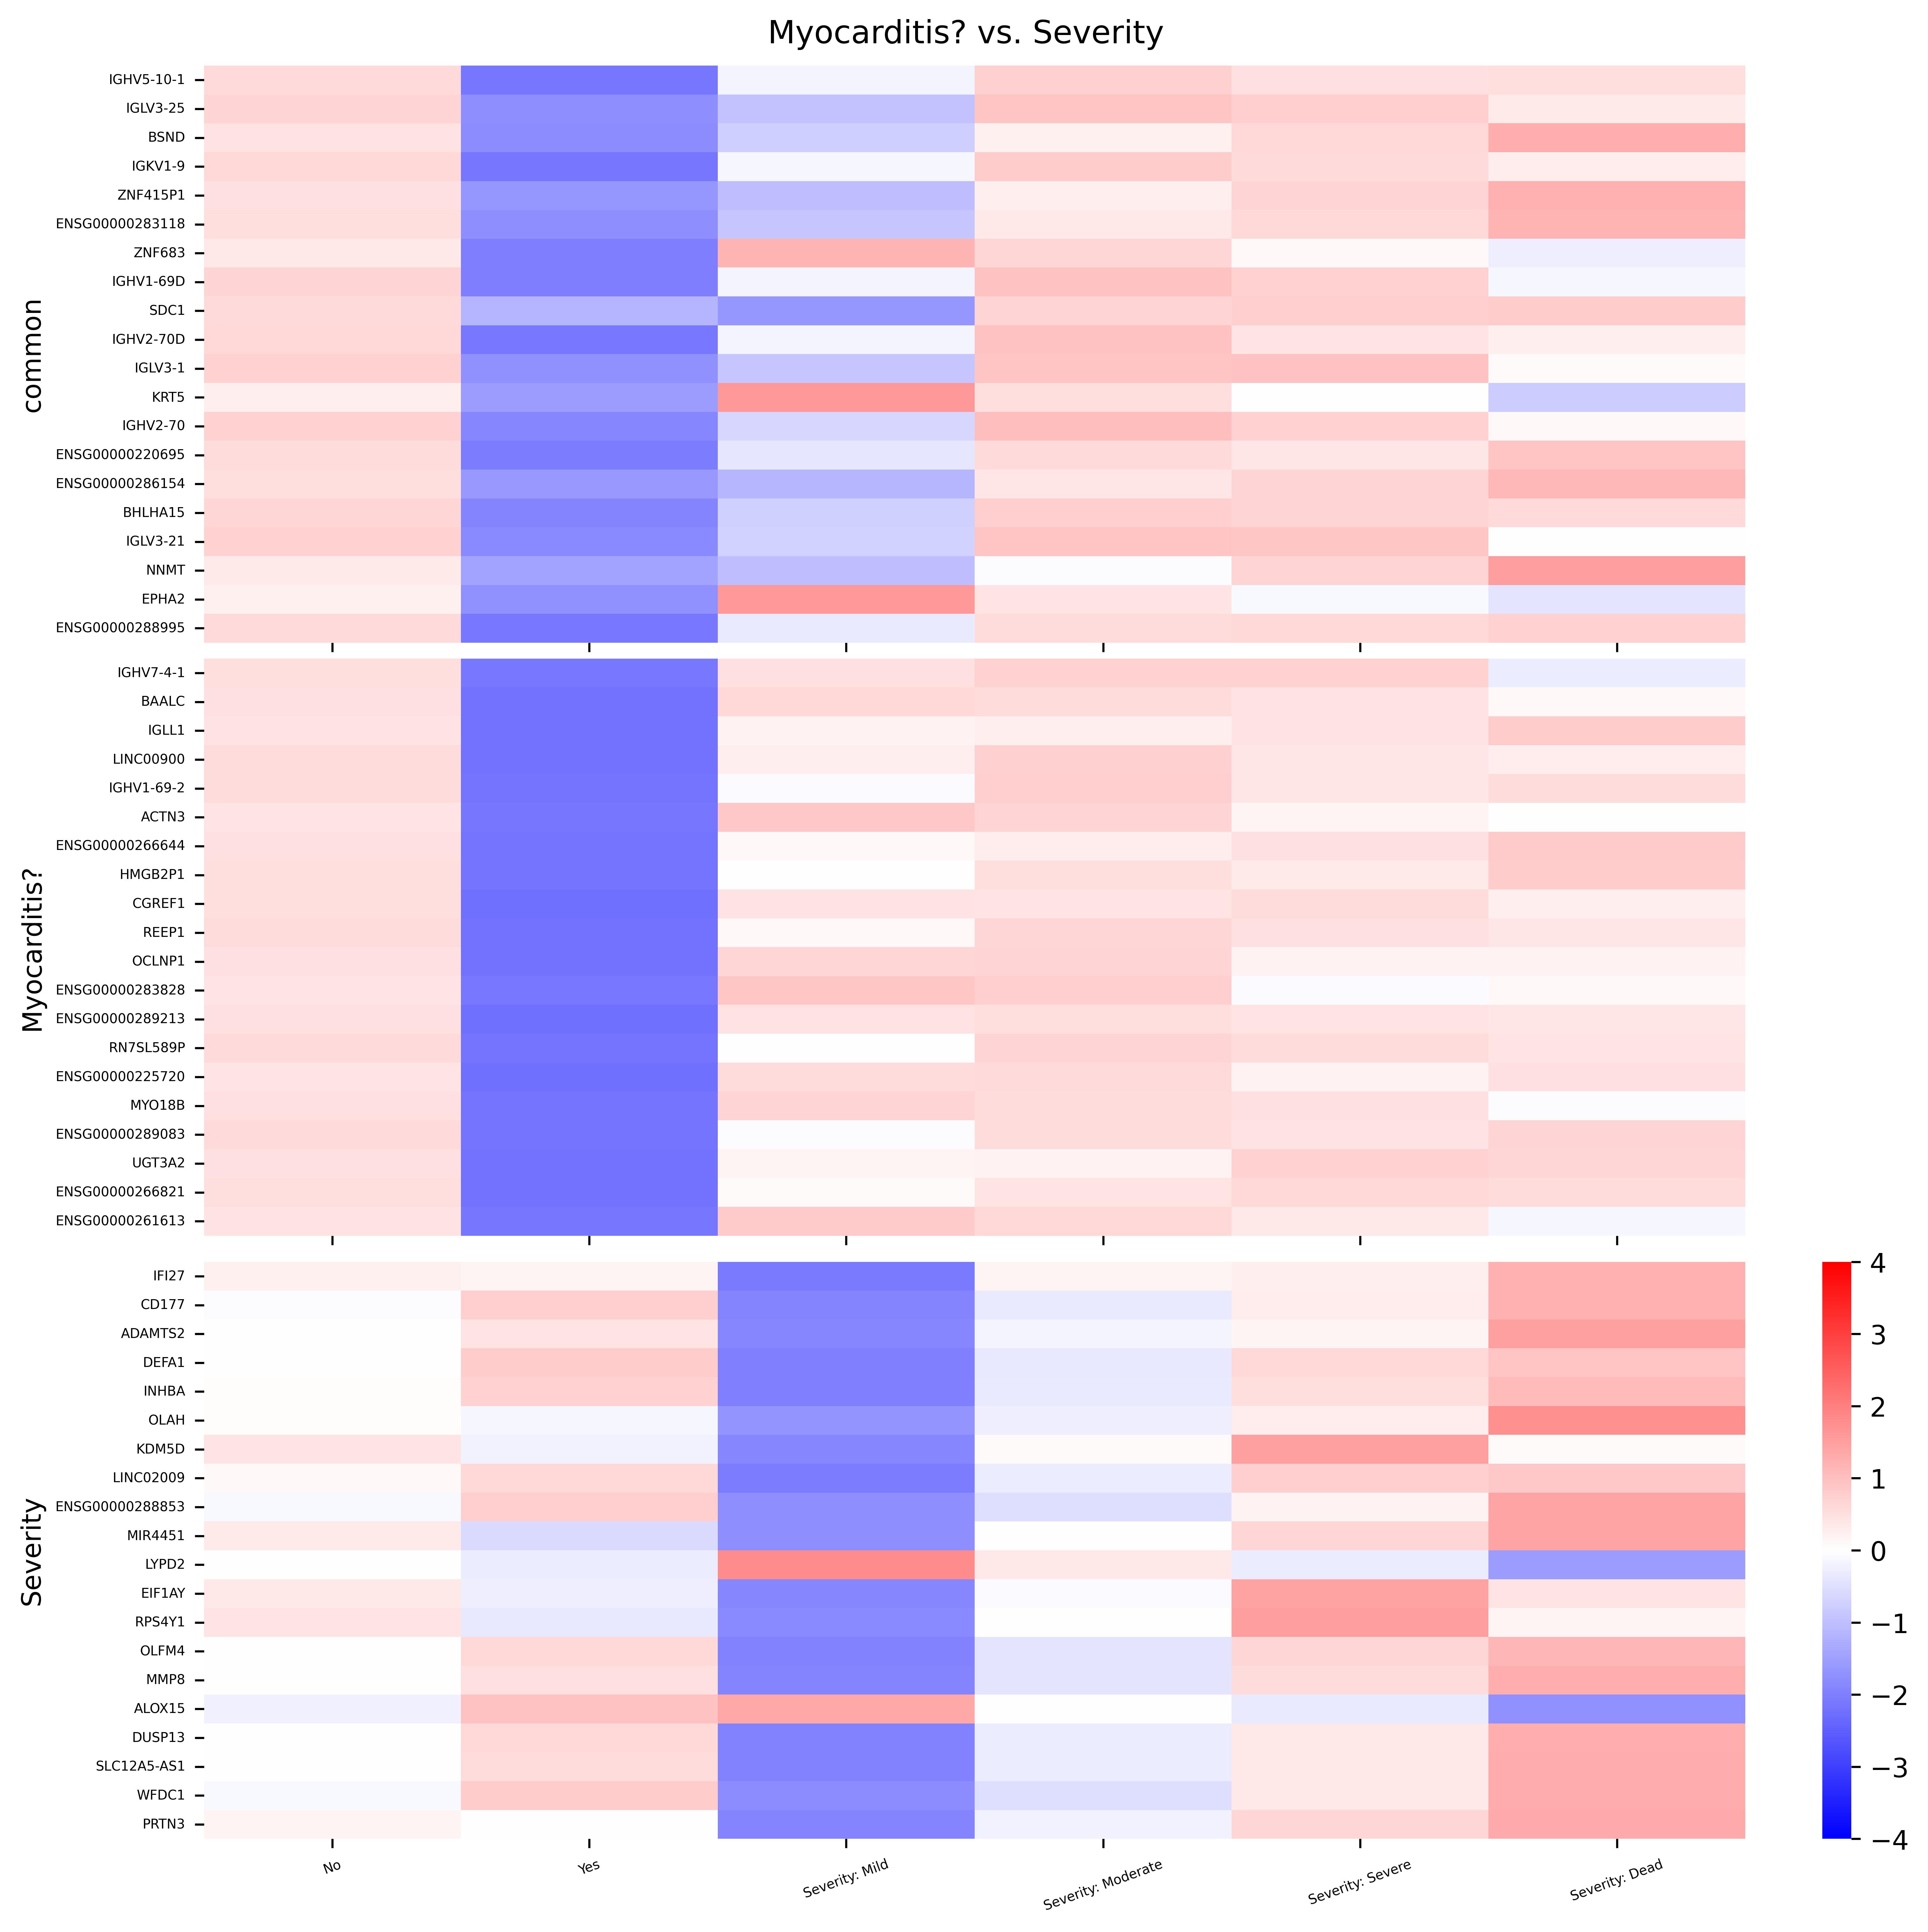 Myocarditis? vs. Severity
common
IGHV5-10-1
IGLV3-25
BSND
IGKV1-9
ZNF415P1
ENSG00000283118
ZNF683
IGHV1-69D
SDC1
IGHV2-70D
IGLV3-1
KRT5
IGHV2-70
ENSG00000220695
ENSG00000286154
BHLHA15
IGLV3-21
NNMT
EPHA2
ENSG00000288995
Myocarditis?
IGHV7-4-1
BAALC
IGLL1
LINC00900
IGHV1-69-2
ACTN3
ENSG00000266644
HMGB2P1
CGREF1
REEP1
OCLNP1
ENSG00000283828
ENSG00000289213
RN7SL589P
ENSG00000225720
MYO18B
ENSG00000289083
UGT3A2
ENSG00000266821
ENSG00000261613
Severity
IFI27
CD177
ADAMTS2
DEFA1
INHBA
OLAH
KDM5D
LINC02009
ENSG00000288853
MIR4451
LYPD2
EIF1AY
RPS4Y1
OLFM4
MMP8
ALOX15
DUSP13
SLC12A5-AS1
WFDC1
PRTN3
4
3
2
1
0
−1
−2
−3
−4
No
Yes
Severity: Mild
Severity: Moderate
Severity: Severe
Severity: Dead